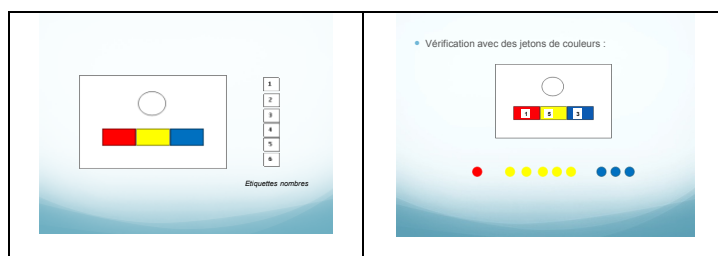 1
2
3
4
5
6
Etiquettes nombres
• Vérification avec des jetons de couleurs :
1 5 3